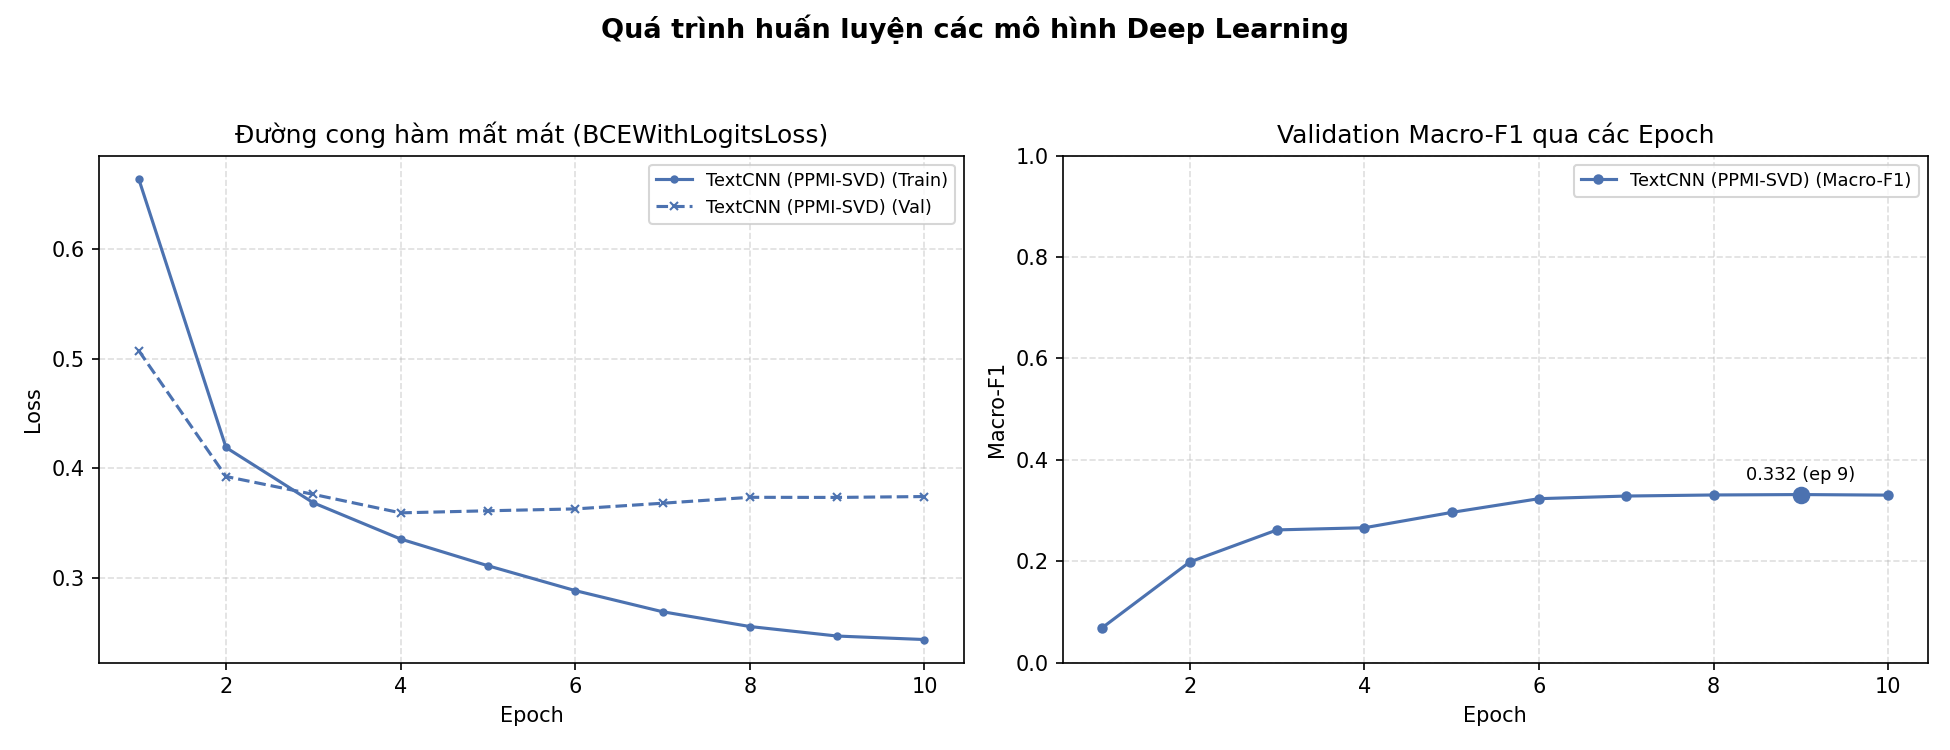 Quá trình huấn luyện các mô hình Deep Learning
Đường cong hàm mất mát (BCEWithLogitsLoss)
TextCNN (PPMI-SVD) (Train)
TextCNN (PPMI-SVD) (Val)
0.6
0.5
0.4
0.3
Loss
2 4 6 8 10
Epoch
Validation Macro-F1 qua các Epoch
TextCNN (PPMI-SVD) (Macro-F1)
1.0
0.8
0.6
0.4
0.2
0.0
Macro-F1
0.332 (ep 9)
2 4 6 8 10
Epoch